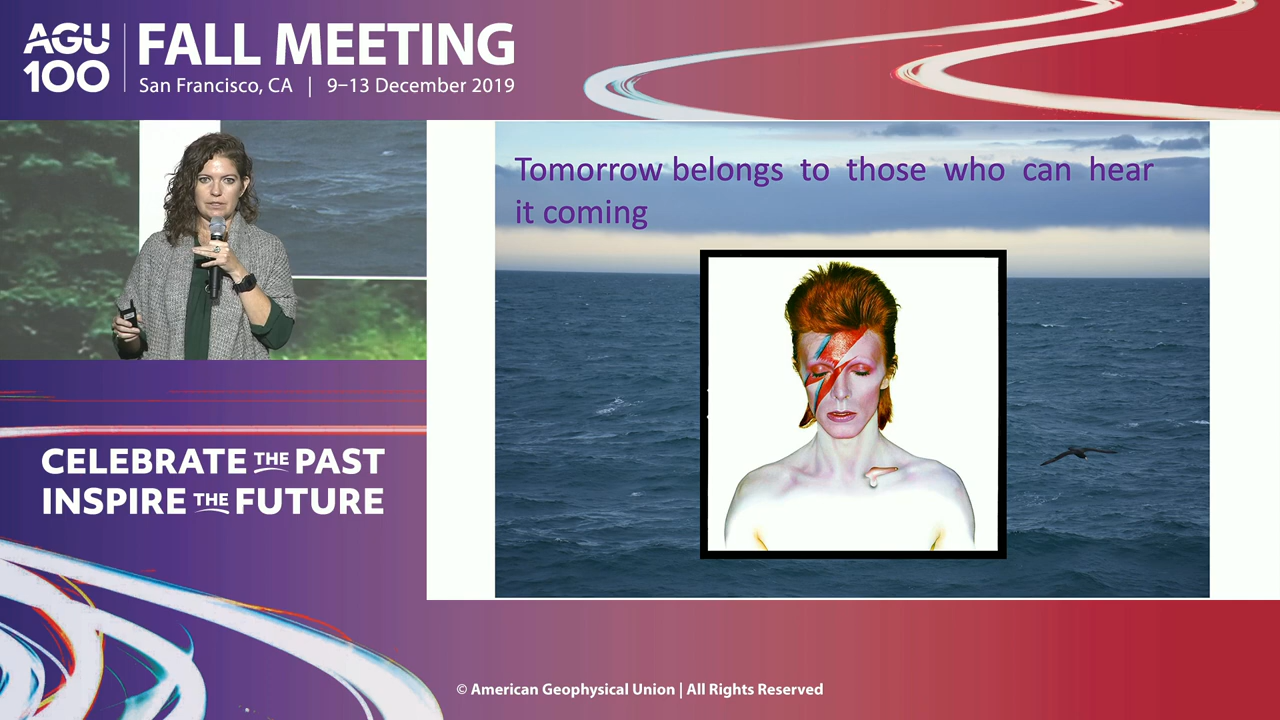 AGU
100
FALL MEETING
San Francisco, CA | 9–13 December 2019
Tomorrow belongs to those who can hear
it coming
CELEBRATE THE PAST
INSPIRE THE FUTURE
© American Geophysical Union | All Rights Reserved